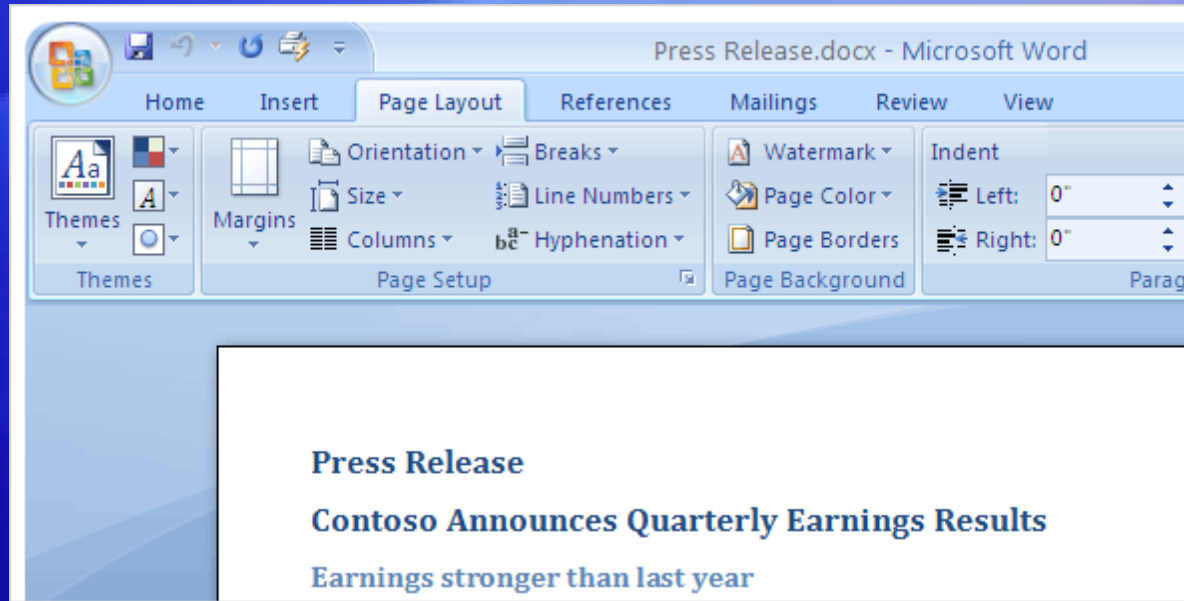 Press Release.docx - Microsoft Word
Home Insert Page Layout References Mailings Review View
Aa Orientation Breaks Watermark Indent
A Size Line Numbers Page Color Left: 0"
Themes Margins Columns Hyphenation Page Borders Right: 0"
Themes Page Setup Page Background Parag
Press Release
Contoso Announces Quarterly Earnings Results
Earnings stronger than last year